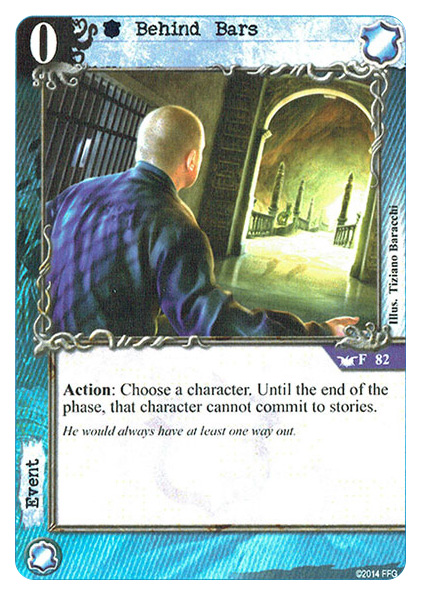 0
Behind Bars
Illus. Tiziano Baracchi
F 82
Action: Choose a character. Until the end of the
phase, that character cannot commit to stories.
He would always have at least one way out.
Event
©2014 FFG